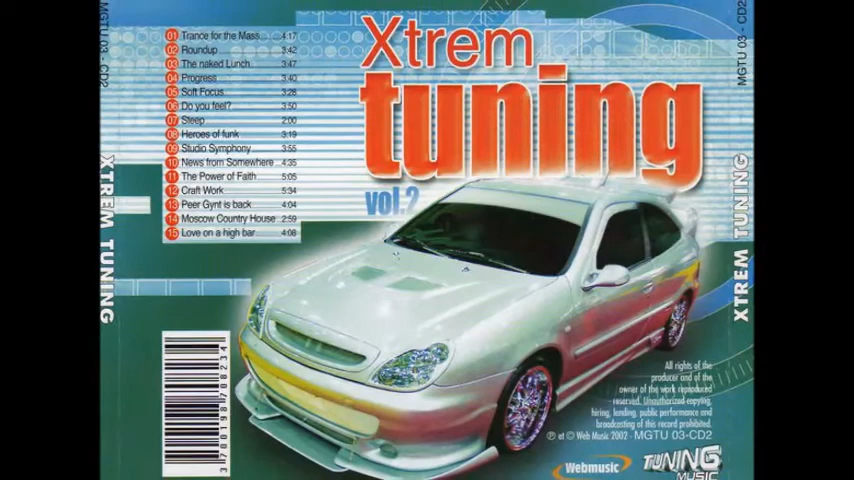 MGTU 03 - CD2
XTREM TUNING
01 Trance for the Mass 4:17
02 Roundup 3:42
03 The naked Lunch 3:47
04 Progress 3:40
05 Soft Focus 3:28
06 Do you feel? 3:50
07 Steep 2:00
08 Heroes of funk 3:19
09 Studio Symphony 3:55
10 News from Somewhere 4:35
11 The Power of Faith 5:05
12 Craft Work 5:34
13 Peer Gynt is back 4:04
14 Moscow Country House 2:59
15 Love on a high bar 4:08
Xtrem
tuning
vol.2
MGTU 03 - CD2
XTREM TUNING
3700198708234
All rights of the
producer and of the
owner of the work reproduced
reserved. Unauthorized copying,
hiring, lending, public performance and
broadcasting of this record prohibited.
℗ at © Web Music 2002 - MGTU 03-CD2
Webmusic
TUNING
MUSIC